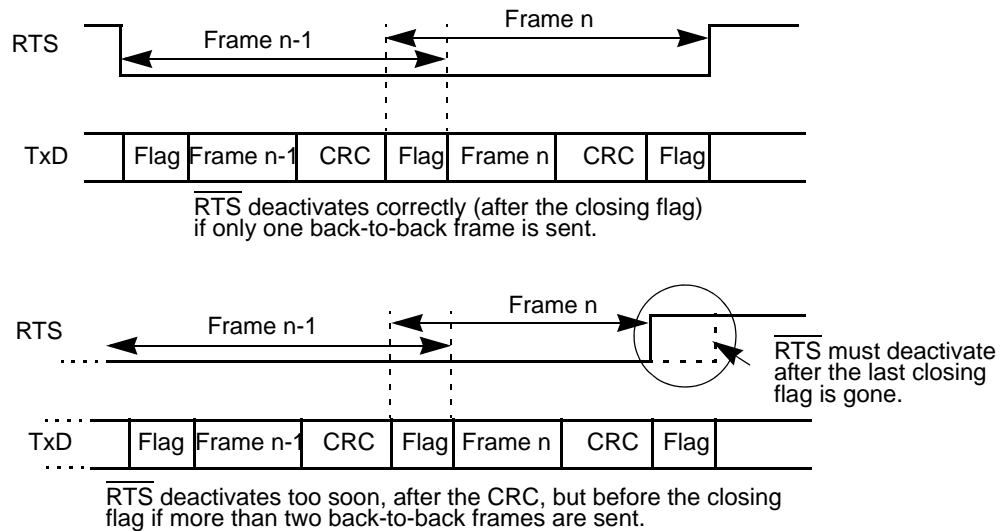 Frame n
RTS
Frame n-1
TxD
Flag Frame n-1 CRC Flag Frame n CRC Flag
RTS deactivates correctly (after the closing flag)
if only one back-to-back frame is sent.
Frame n
RTS
Frame n-1
RTS must deactivate
after the last closing
flag is gone.
TxD
Flag Frame n-1 CRC Flag Frame n CRC Flag
RTS deactivates too soon, after the CRC, but before the closing
flag if more than two back-to-back frames are sent.